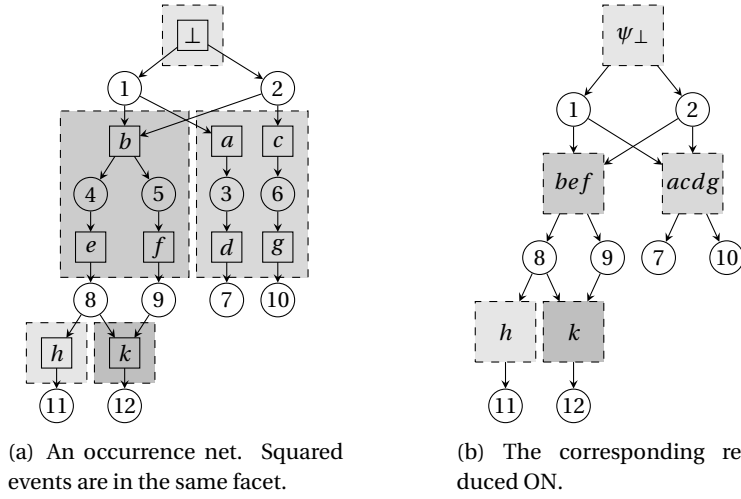 ⊥ ψ⊥
1 2 1 2
b a c
bef acdg
4 5 3 6
e f d g
8 9 7 10
8 9 7 10
h k h k
11 12 11 12
(a) An occurrence net. Squared
events are in the same facet.
(b) The corresponding re
duced ON.